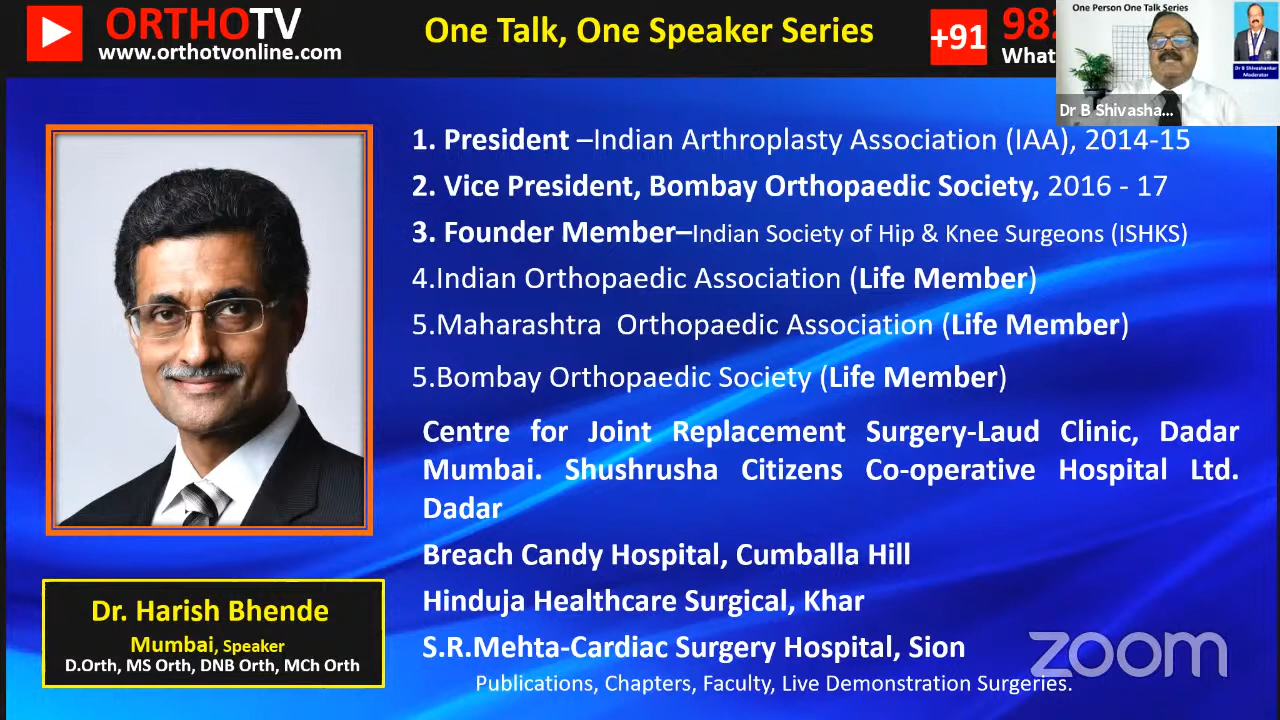 ORTHOTV
www.orthotvonline.com
One Talk, One Speaker Series
+91
98
What
One Person One Talk Series
Dr B Shivashankar
Moderator
Dr B Shivasha...
1. President –Indian Arthroplasty Association (IAA), 2014-15
2. Vice President, Bombay Orthopaedic Society, 2016 - 17
3. Founder Member–Indian Society of Hip & Knee Surgeons (ISHKS)
4.Indian Orthopaedic Association (Life Member)
5.Maharashtra Orthopaedic Association (Life Member)
5.Bombay Orthopaedic Society (Life Member)
Centre for Joint Replacement Surgery-Laud Clinic, Dadar
Mumbai. Shushrusha Citizens Co-operative Hospital Ltd.
Dadar
Breach Candy Hospital, Cumballa Hill
Hinduja Healthcare Surgical, Khar
S.R.Mehta-Cardiac Surgery Hospital, Sion
Publications, Chapters, Faculty, Live Demonstration Surgeries.
Dr. Harish Bhende
Mumbai, Speaker
D.Orth, MS Orth, DNB Orth, MCh Orth
zoom